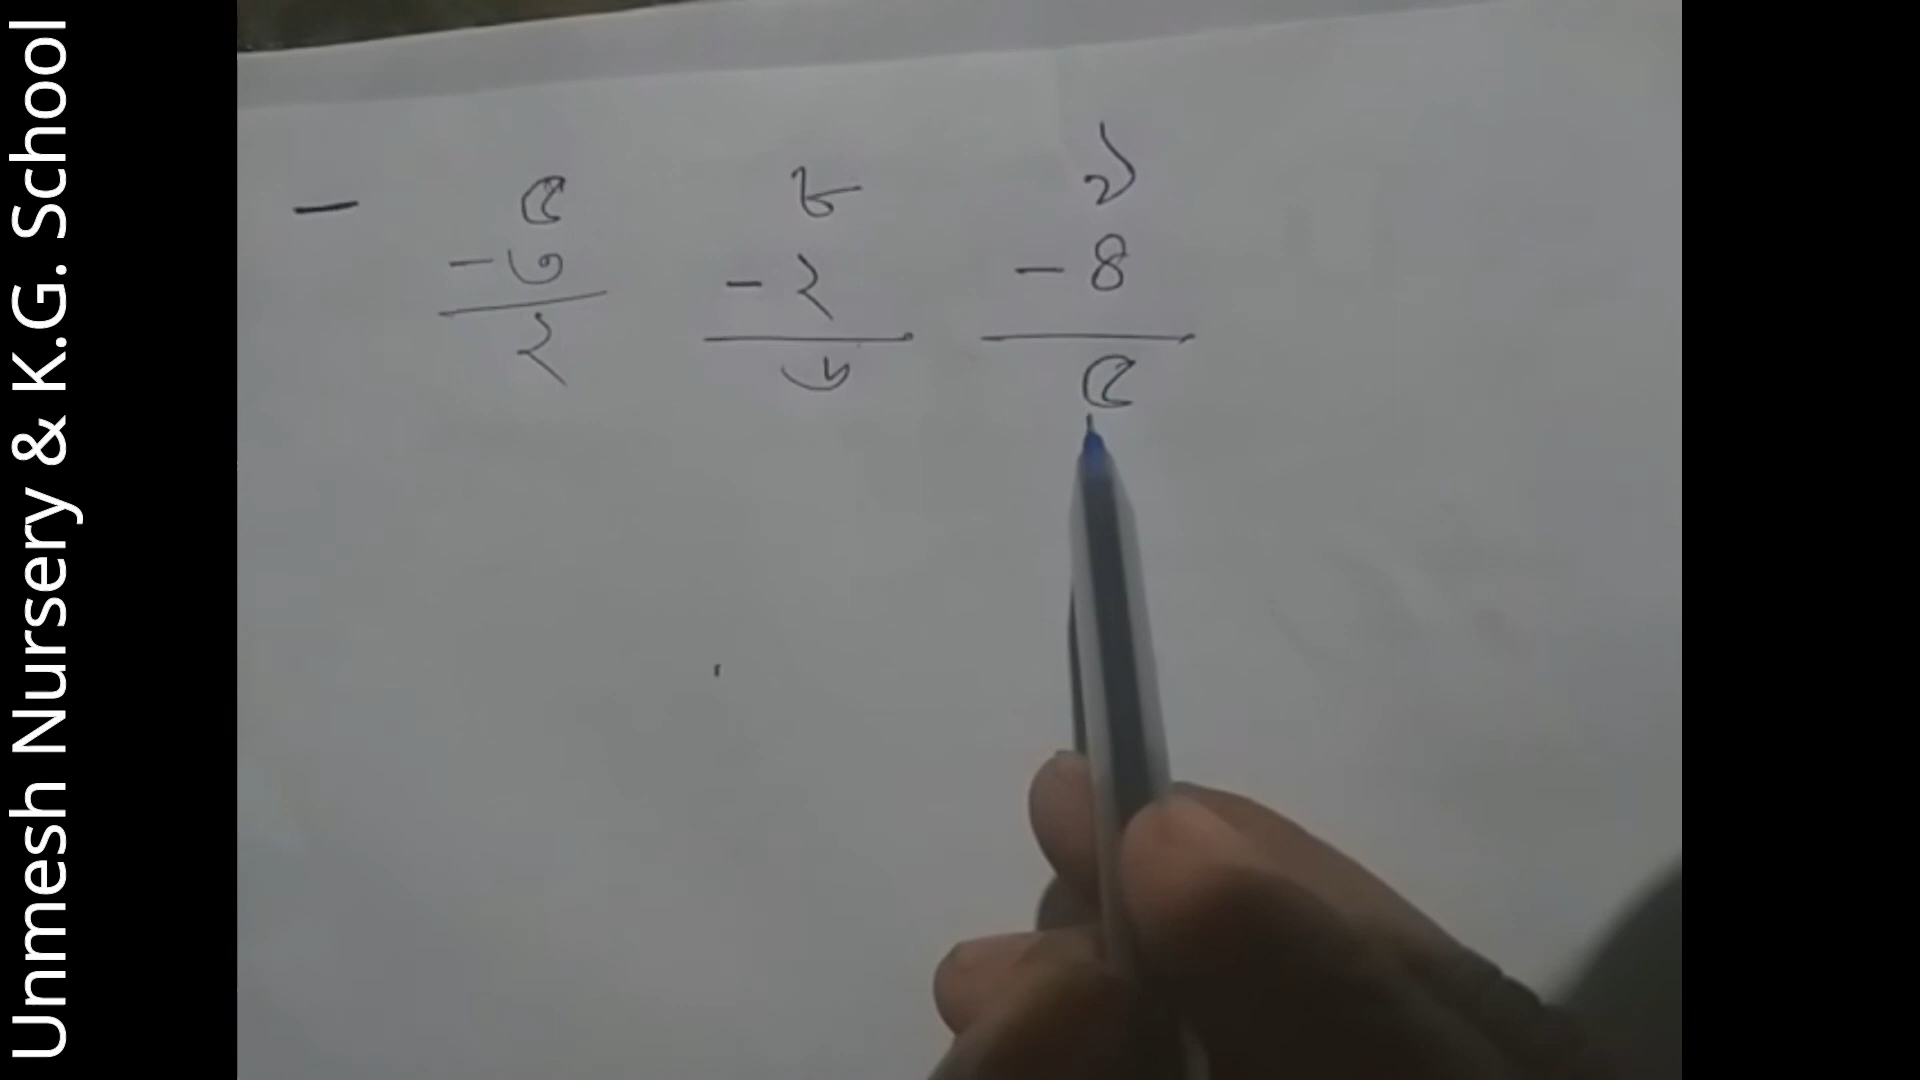 Unmesh Nursery & K.G. School
— ৫ ৮ ৯
-৩ -২ -৪
২ ৬ ৫